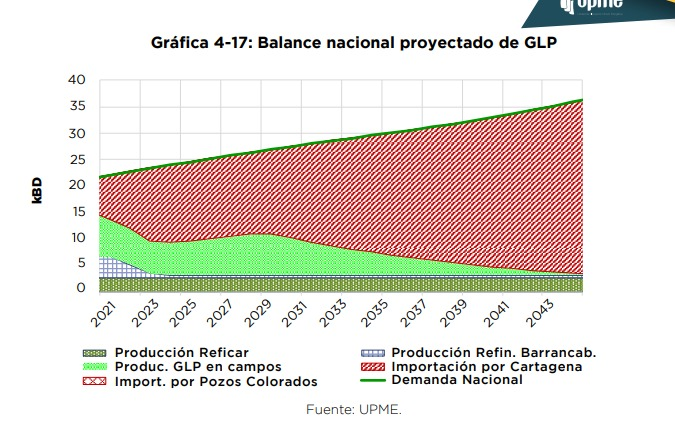 upme
Gráfica 4-17: Balance nacional proyectado de GLP
40
35
30
25
20
15
10
5
0
kBD
2021
2023
2025
2027
2029
2031
2033
2035
2037
2039
2041
2043
Producción Reficar
Producción Refin. Barrancab.
Produc. GLP en campos
Importación por Cartagena
Import. por Pozos Colorados
Demanda Nacional
Fuente: UPME.